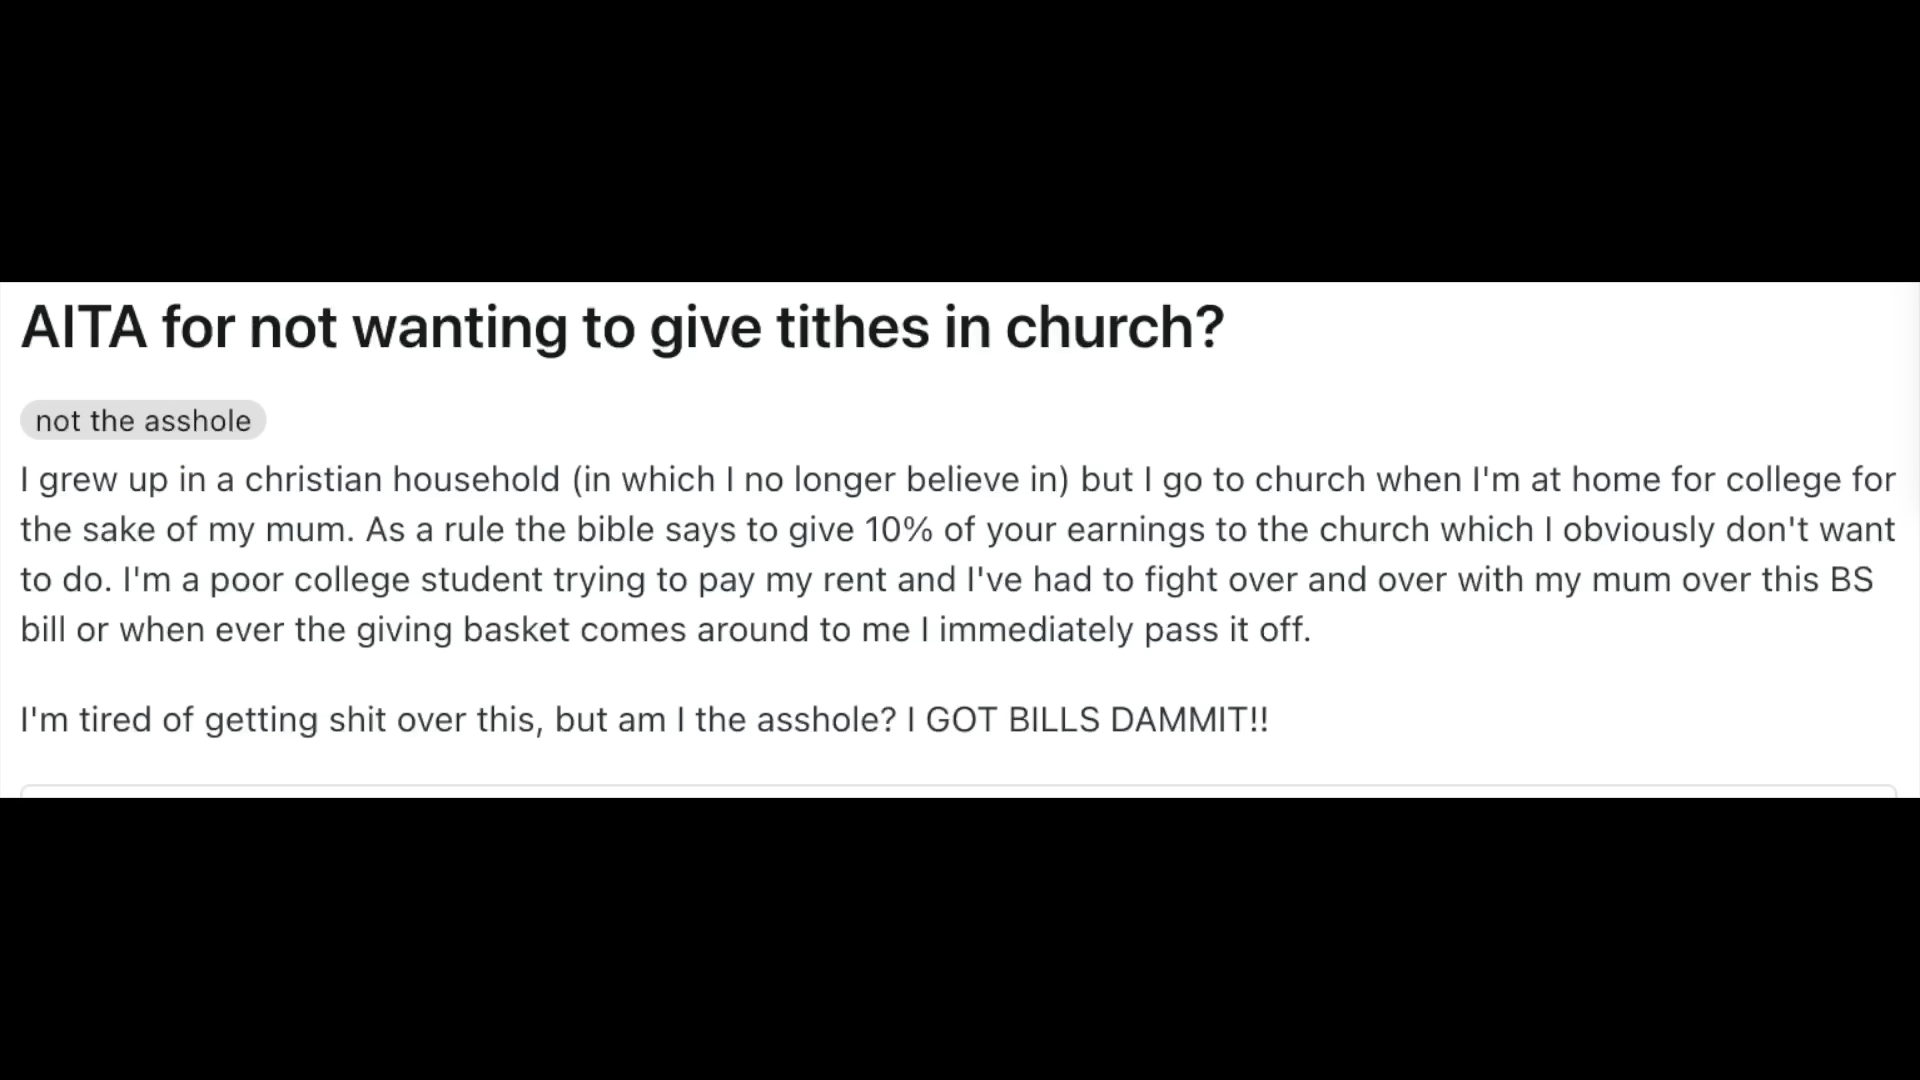 AITA for not wanting to give tithes in church?
not the asshole
I grew up in a christian household (in which I no longer believe in) but I go to church when I'm at home for college for
the sake of my mum. As a rule the bible says to give 10% of your earnings to the church which I obviously don't want
to do. I'm a poor college student trying to pay my rent and I've had to fight over and over with my mum over this BS
bill or when ever the giving basket comes around to me I immediately pass it off.
I'm tired of getting shit over this, but am I the asshole? I GOT BILLS DAMMIT!!